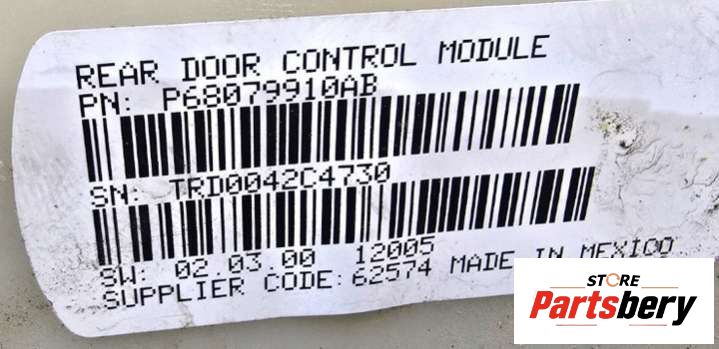 REAR DOOR CONTROL MODULE
PN: P68079910AB
SN: TRD0042C4730
SW: 02.03.00 12005
SUPPLIER CODE: 62574 MADE IN MEXICO
STORE
Partsbery